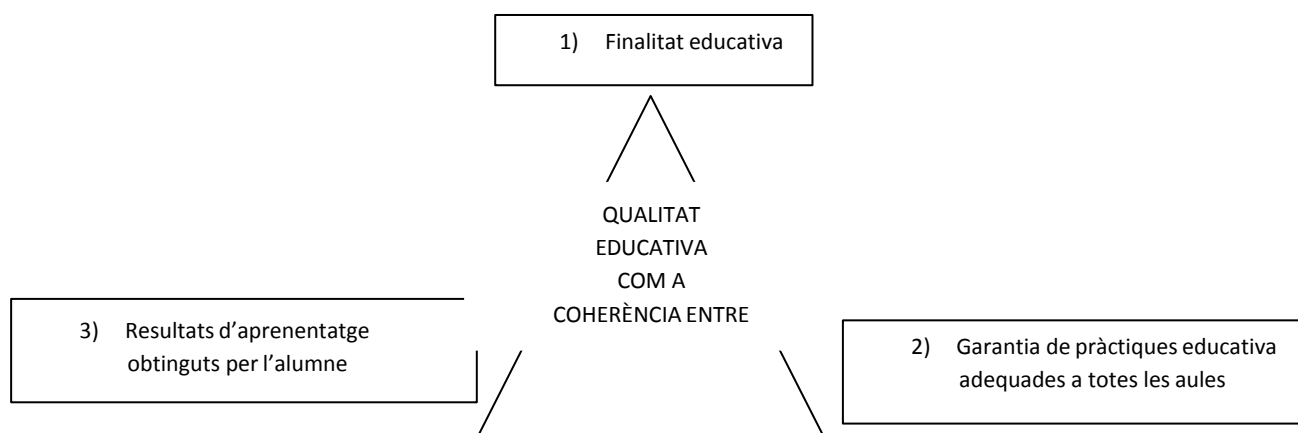 1) Finalitat educativa
QUALITAT
EDUCATIVA
COM A
COHERÈNCIA ENTRE
3) Resultats d’aprenentatge
obtinguts per l’alumne
2) Garantia de pràctiques educativa
adequades a totes les aules